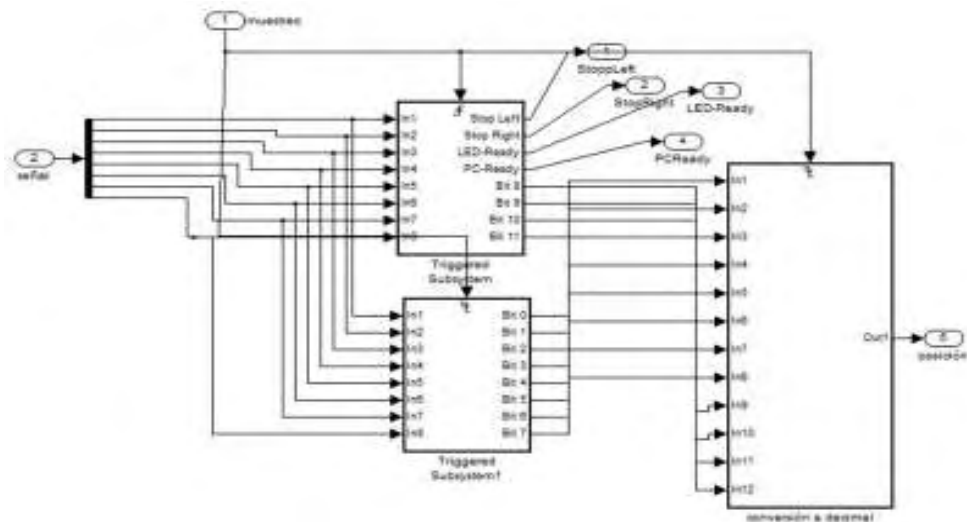 1
muestreo
1
StoppLeft
2
StopRight
3
LED-Ready
4
PCReady
2
señal
In1
In2
In3
In4
In5
In6
In7
In8
Stop Left
Stop Right
LED-Ready
PC-Ready
Bit 8
Bit 9
Bit 10
Bit 11
Triggered
Subsystem
In1
In2
In3
In4
In5
In6
In7
In8
Bit 0
Bit 1
Bit 2
Bit 3
Bit 4
Bit 5
Bit 6
Bit 7
Triggered
Subsystem1
In1
In2
In3
In4
In5
In6
In7
In8
In9
In10
In11
In12
Out1
conversión a decimal
5
posición